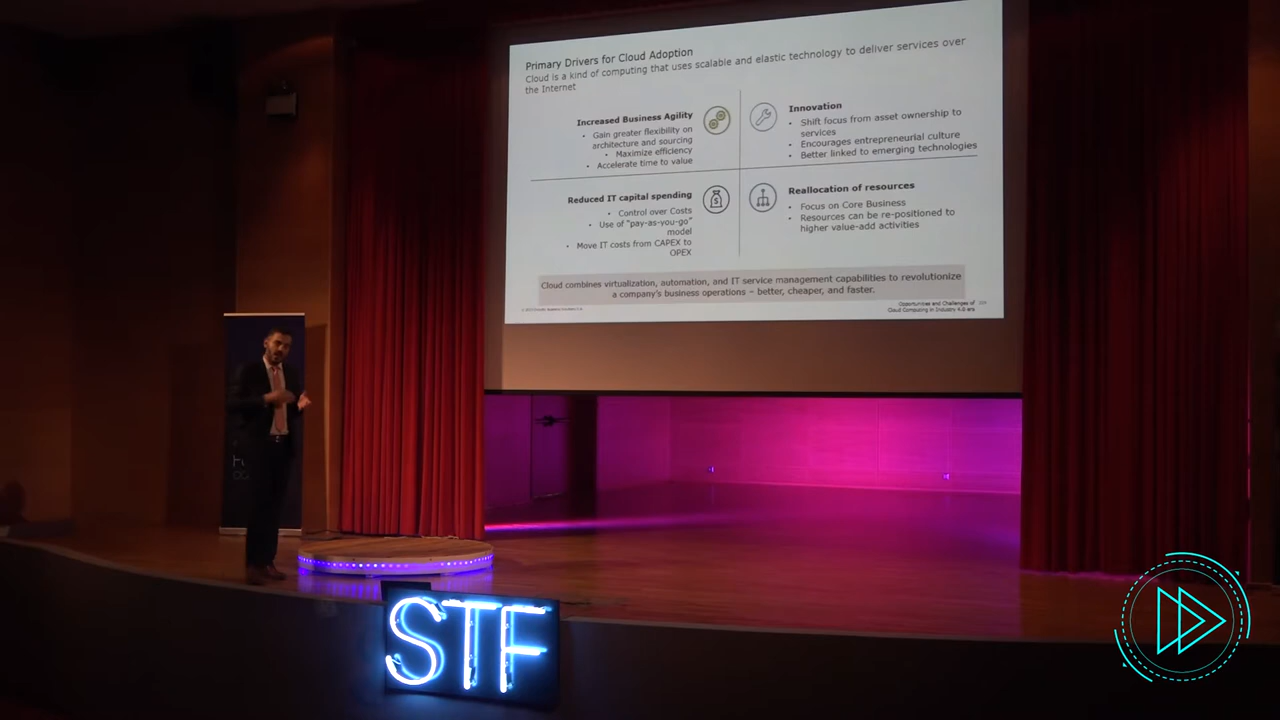 Primary Drivers for Cloud Adoption
Cloud is a kind of computing that uses scalable and elastic technology to deliver services over
the Internet
Increased Business Agility
• Gain greater flexibility on
architecture and sourcing
• Maximize efficiency
• Accelerate time to value
Innovation
• Shift focus from asset ownership to
services
• Encourages entrepreneurial culture
• Better linked to emerging technologies
Reduced IT capital spending
• Control over Costs
• Use of "pay-as-you-go"
model
• Move IT costs from CAPEX to
OPEX
$
Reallocation of resources
• Focus on Core Business
• Resources can be re-positioned to
higher value-add activities
Cloud combines virtualization, automation, and IT service management capabilities to revolutionize
a company's business operations – better, cheaper, and faster.
Opportunities and Challenges of
Cloud Computing in Industry 4.0 era
STF